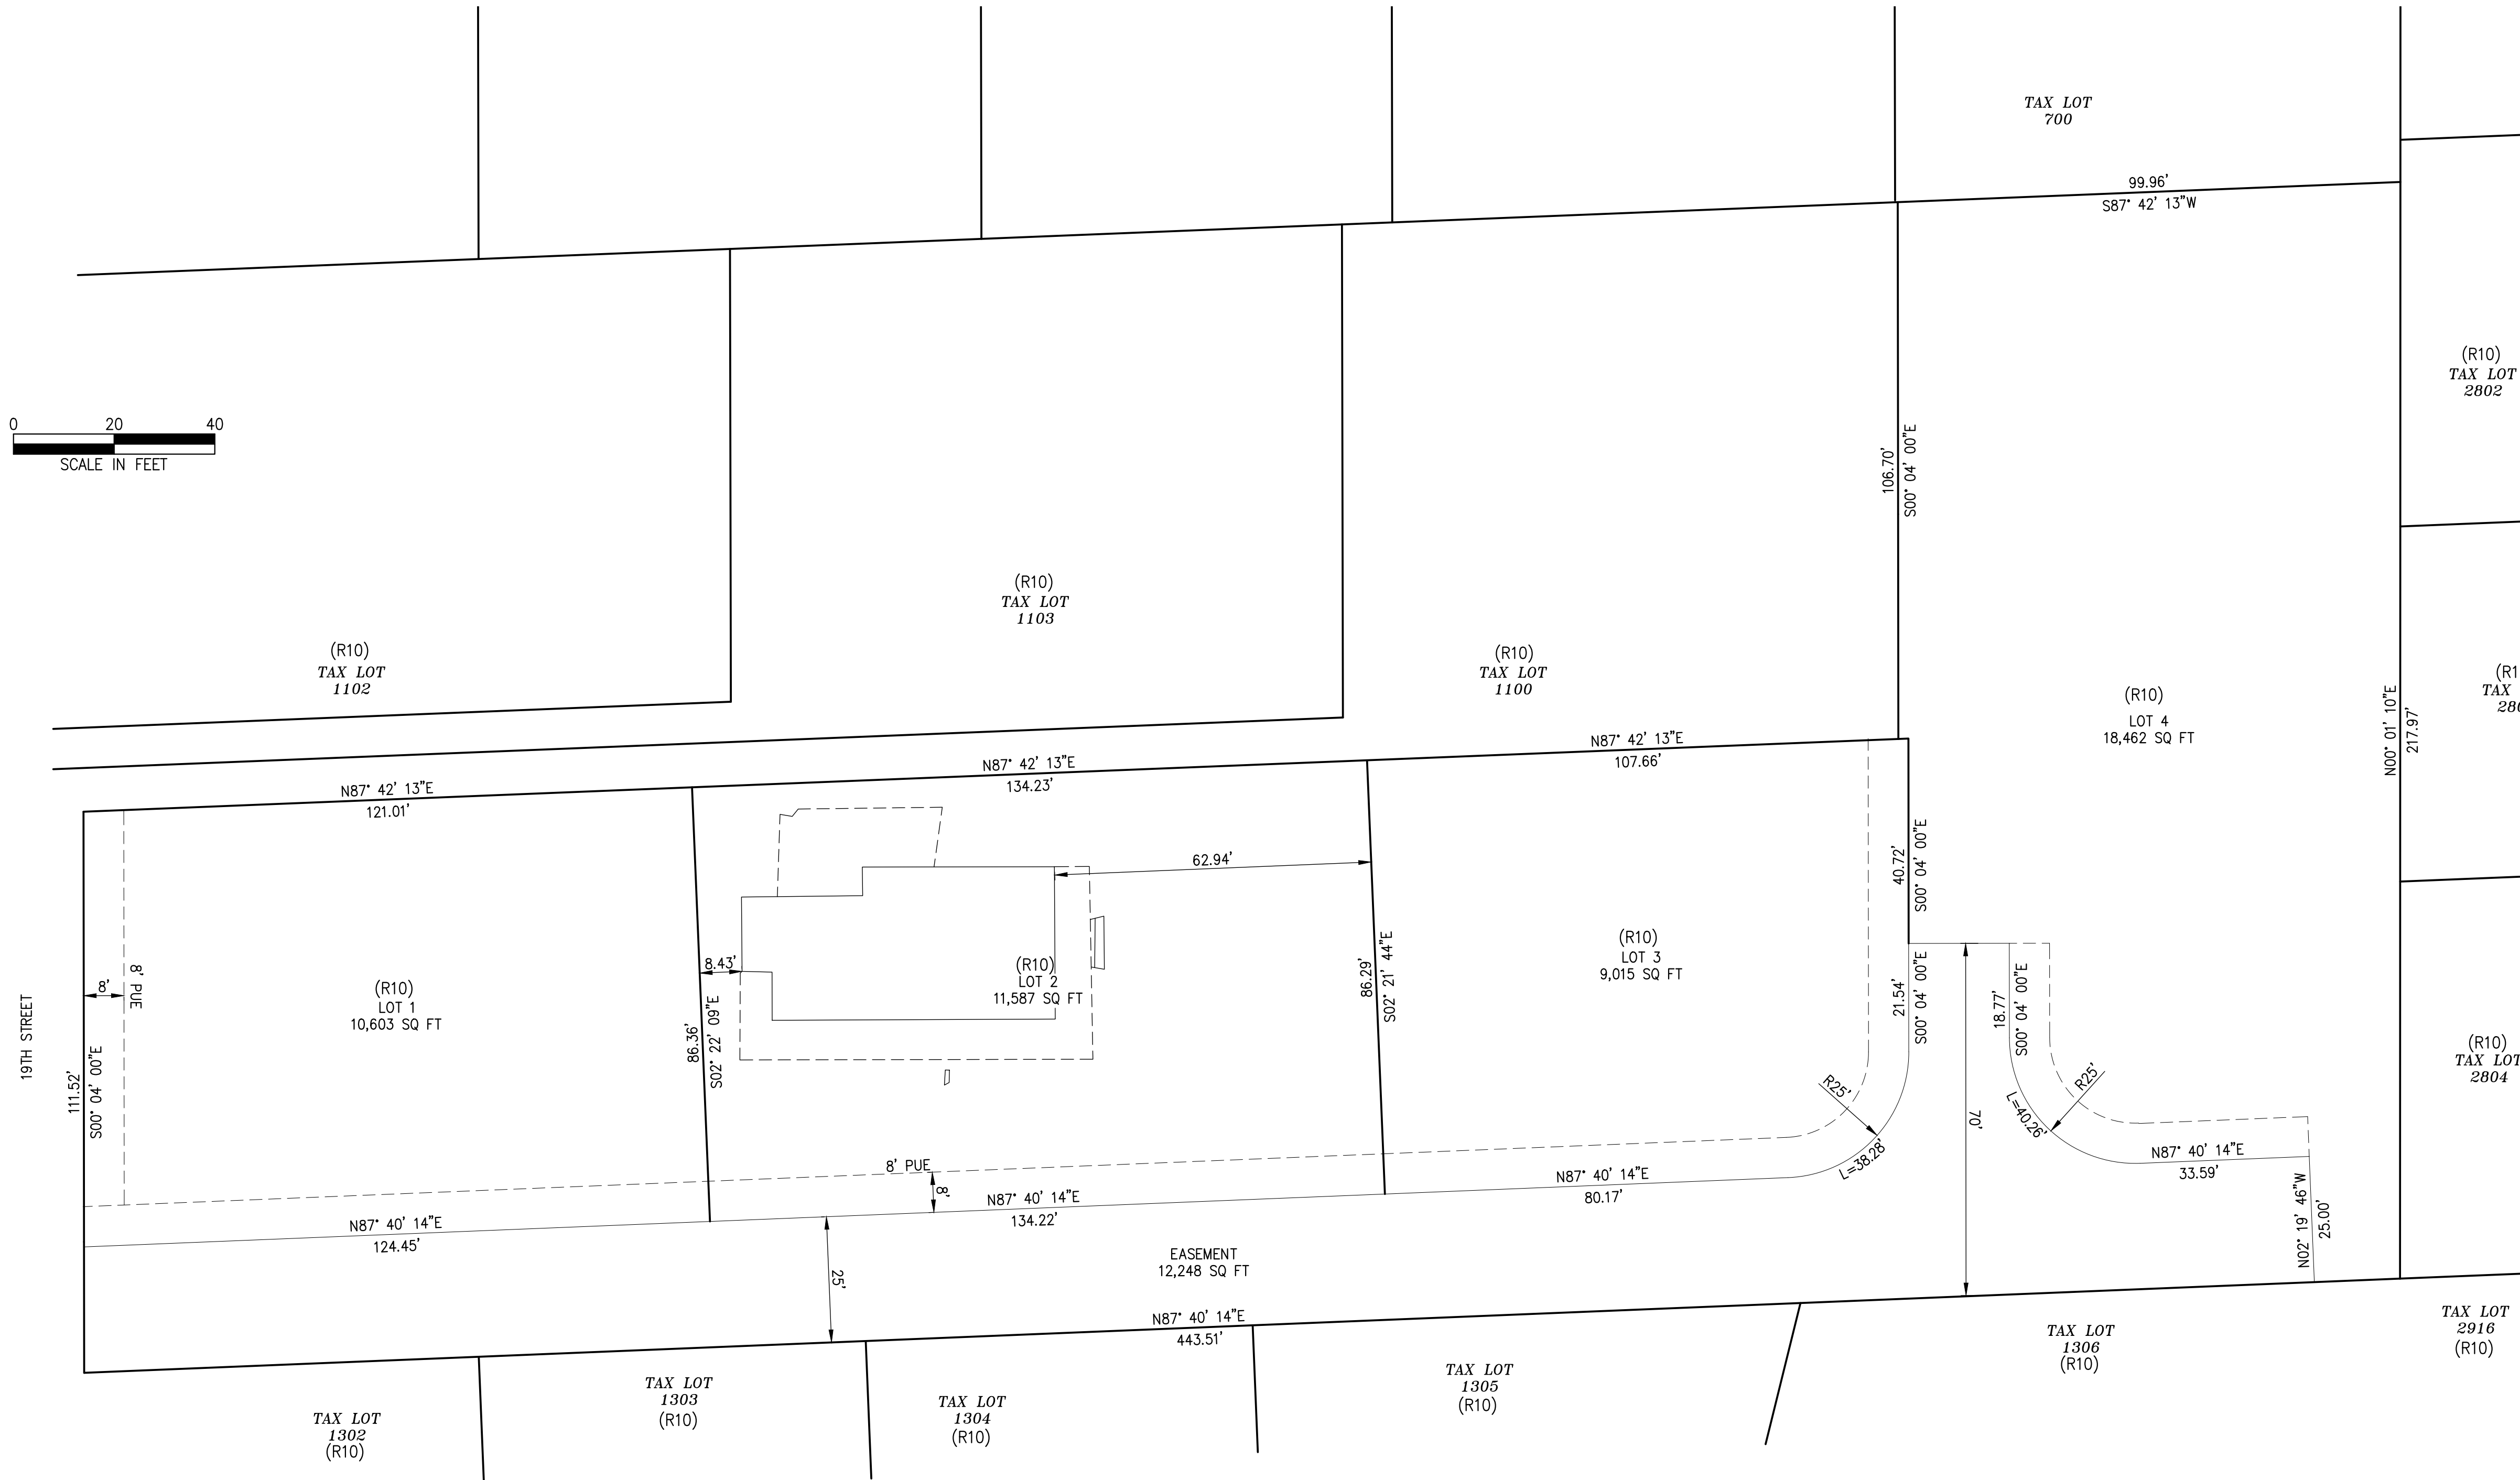 TAX LOT
700
99.96'
S87° 42' 13"W
0 20 40
SCALE IN FEET
(R10)
TAX LOT
2802
106.70'
S00° 04' 00"E
(R10)
TAX LOT
1103
(R10)
TAX LOT
1102
(R10)
TAX LOT
1100
(R10)
LOT 4
18,462 SQ FT
N00° 01' 10"E
217.97'
(R1
TAX
28
N87° 42' 13"E
121.01'
N87° 42' 13"E
134.23'
N87° 42' 13"E
107.66'
40.72'
S00° 04' 00"E
62.94'
8.43'
(R10)
LOT 1
10,603 SQ FT
(R10)
LOT 2
11,587 SQ FT
(R10)
LOT 3
9,015 SQ FT
8'
8' PUE
19TH STREET
111.52'
S00° 04' 00"E
86.36'
S02° 22' 09"E
86.29'
S02° 21' 44"E
21.54'
S00° 04' 00"E
18.77'
S00° 04' 00"E
R25'
L=38.28'
70'
R25'
L=40.26'
N87° 40' 14"E
33.59'
N02° 19' 46"W
25.00'
(R10)
TAX LOT
2804
8' PUE
8'
N87° 40' 14"E
124.45'
N87° 40' 14"E
134.22'
N87° 40' 14"E
80.17'
25'
EASEMENT
12,248 SQ FT
N87° 40' 14"E
443.51'
TAX LOT
1302
(R10)
TAX LOT
1303
(R10)
TAX LOT
1304
(R10)
TAX LOT
1305
(R10)
TAX LOT
1306
(R10)
TAX LOT
2916
(R10)